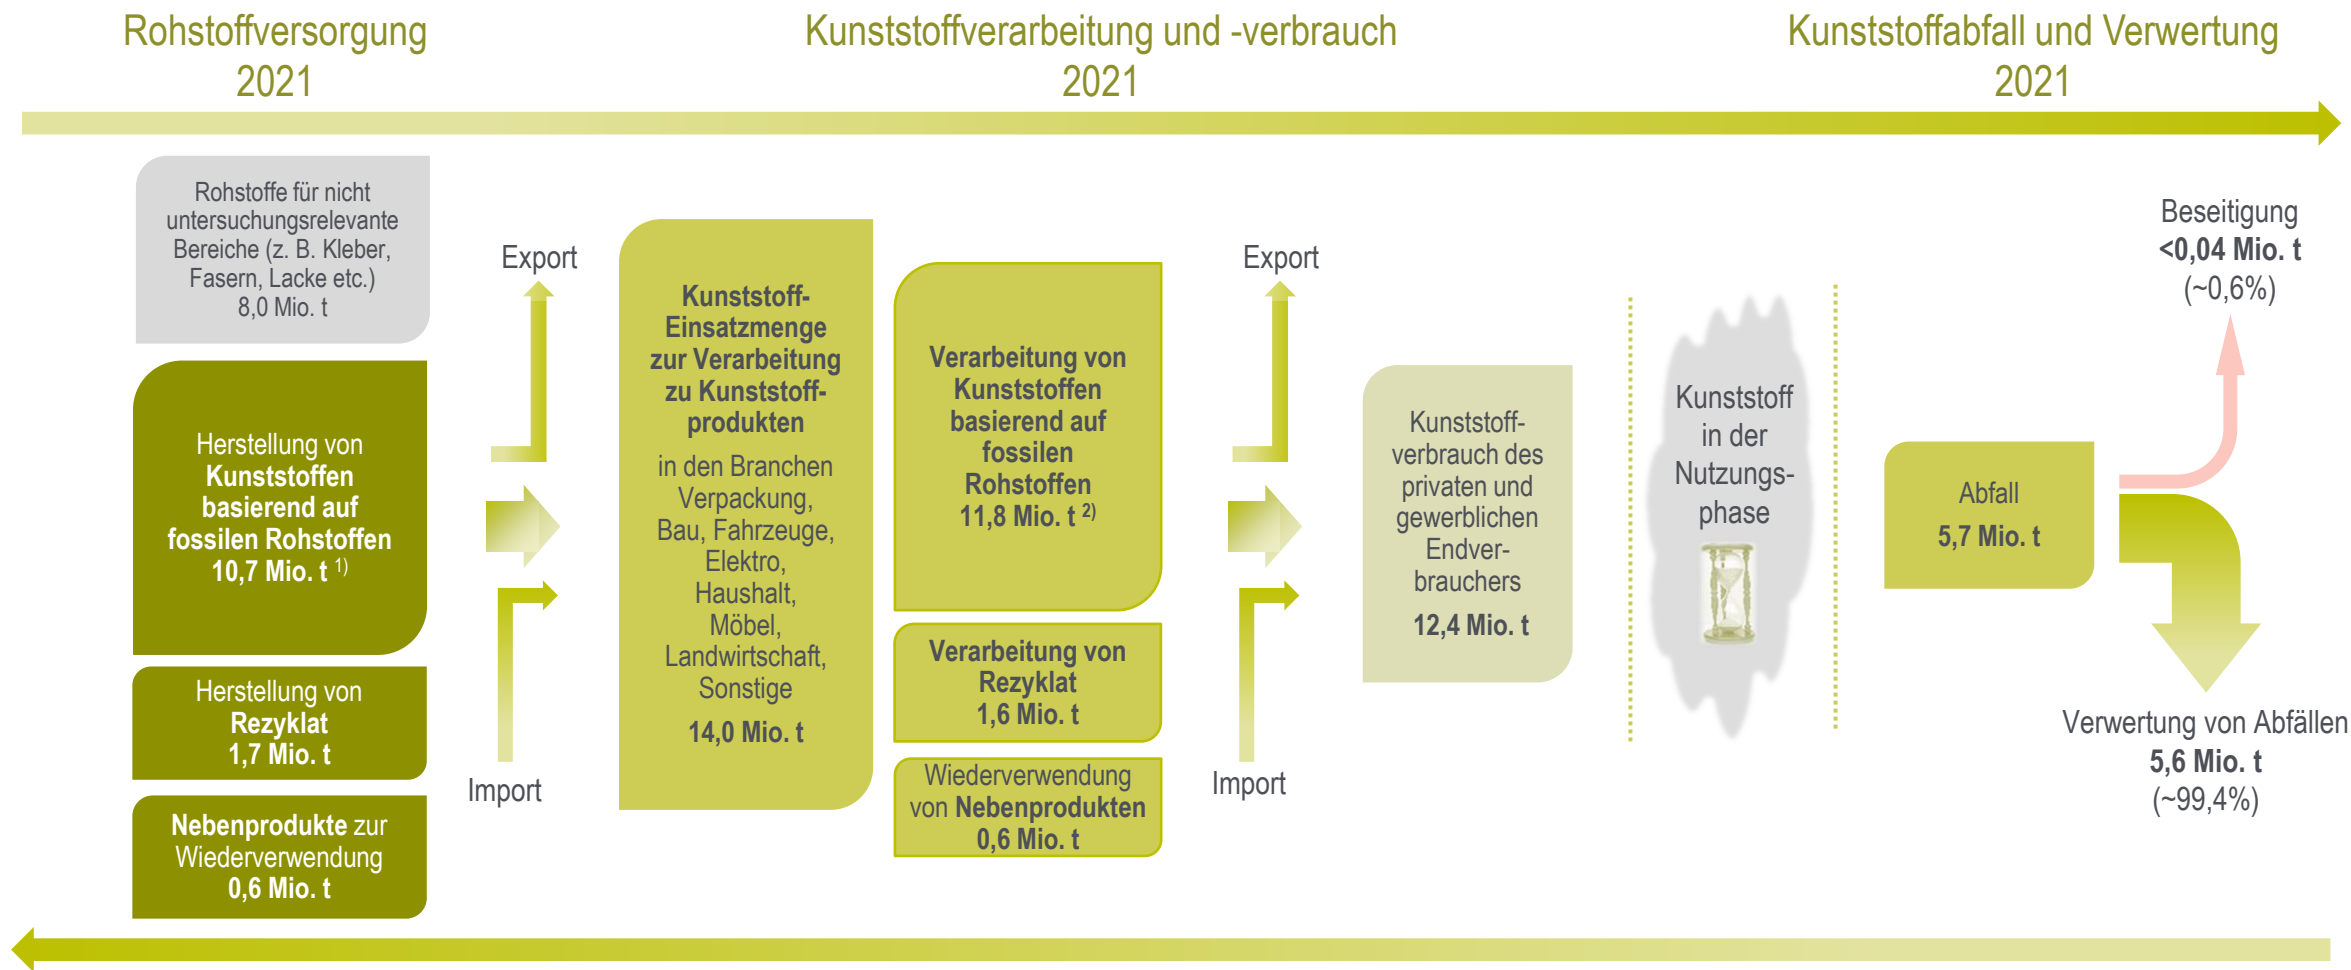 Rohstoffversorgung
2021
Kunststoffverarbeitung und -verbrauch
2021
Kunststoffabfall und Verwertung
2021
Rohstoffe für nicht
untersuchungsrelevante
Bereiche (z. B. Kleber,
Fasern, Lacke etc.)
8,0 Mio. t
Herstellung von
Kunststoffen
basierend auf
fossilen Rohstoffen
10,7 Mio. t 1)
Herstellung von
Rezyklat
1,7 Mio. t
Nebenprodukte zur
Wiederverwendung
0,6 Mio. t
Export
Import
Kunststoff-
Einsatzmenge
zur Verarbeitung
zu Kunststoff-
produkten
in den Branchen
Verpackung,
Bau, Fahrzeuge,
Elektro,
Haushalt,
Möbel,
Landwirtschaft,
Sonstige
14,0 Mio. t
Verarbeitung von
Kunststoffen
basierend auf
fossilen
Rohstoffen
11,8 Mio. t 2)
Verarbeitung von
Rezyklat
1,6 Mio. t
Wiederverwendung
von Nebenprodukten
0,6 Mio. t
Export
Import
Kunststoff-
verbrauch des
privaten und
gewerblichen
Endver-
brauchers
12,4 Mio. t
Kunststoff
in der
Nutzungs-
phase
Abfall
5,7 Mio. t
Beseitigung
<0,04 Mio. t
(~0,6%)
Verwertung von Abfällen
5,6 Mio. t
(~99,4%)